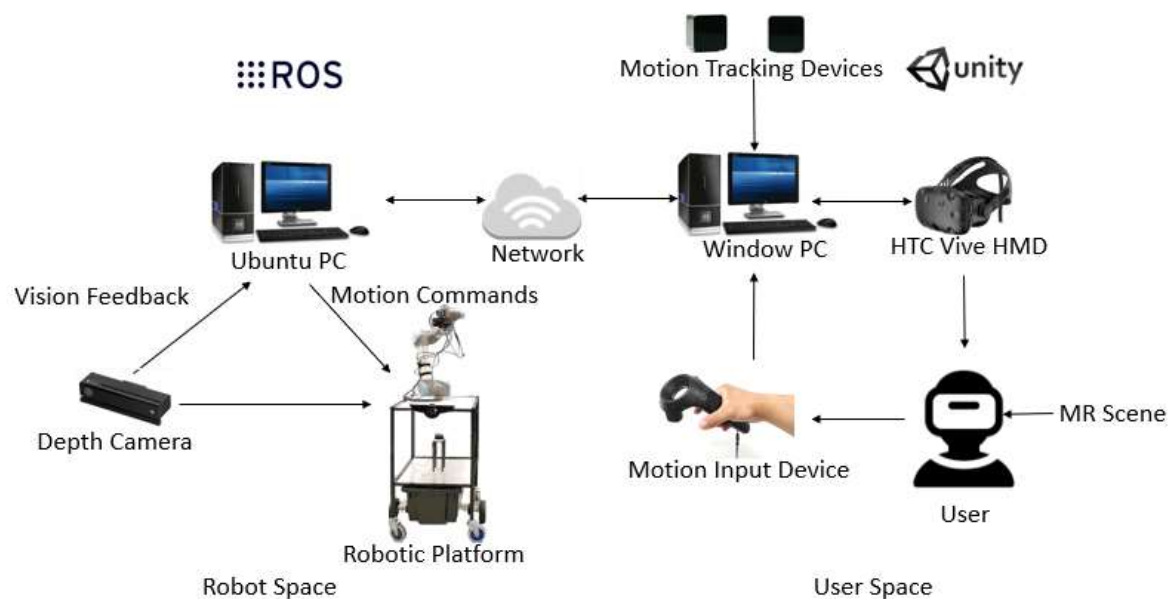 Motion Tracking Devices
ROS
unity
Ubuntu PC
Network
Window PC
HTC Vive HMD
Vision Feedback
Motion Commands
Depth Camera
MR Scene
Motion Input Device
User
Robotic Platform
Robot Space
User Space